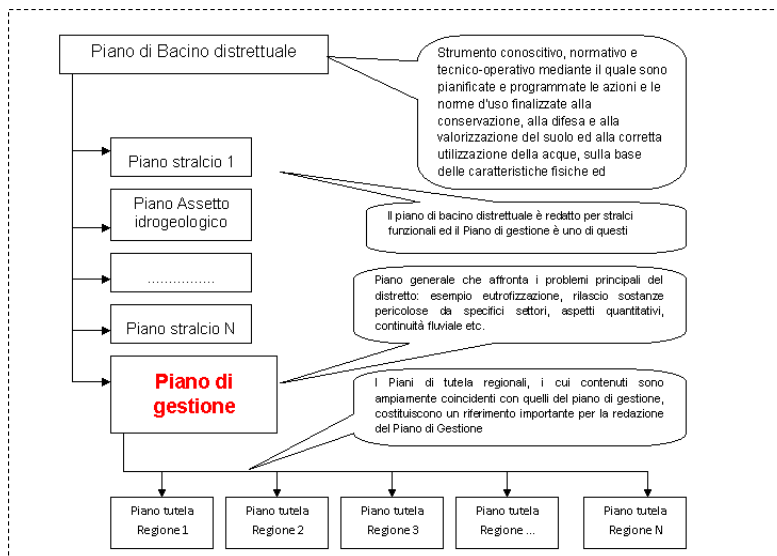 Piano di Bacino distrettuale
Strumento conoscitivo, normativo e
tecnico-operativo mediante il quale sono
pianificate e programmate le azioni e le
norme d'uso finalizzate alla
conservazione, alla difesa e alla
valorizzazione del suolo ed alla corretta
utilizzazione della acque, sulla base
delle caratteristiche fisiche ed
Piano stralcio 1
Piano Assetto
idrogeologico
Il piano di bacino distrettuale è redatto per stralci
funzionali ed il Piano di gestione è uno di questi
................
Piano generale che affronta i problemi principali del
distretto: esempio eutrofizzazione, rilascio sostanze
pericolose da specifici settori, aspetti quantitativi,
continuità fluviale etc.
Piano stralcio N
Piano di
gestione
I Piani di tutela regionali, i cui contenuti sono
ampiamente coincidenti con quelli del piano di gestione,
costituiscono un riferimento importante per la redazione
del Piano di Gestione
Piano tutela
Regione 1
Piano tutela
Regione 2
Piano tutela
Regione 3
Piano tutela
Regione ...
Piano tutela
Regione N